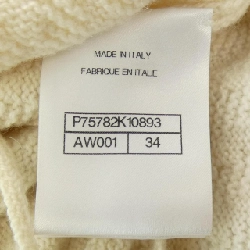 MADE IN ITALY
FABRIQUE EN ITALIE
P75782K10893
AW001 34